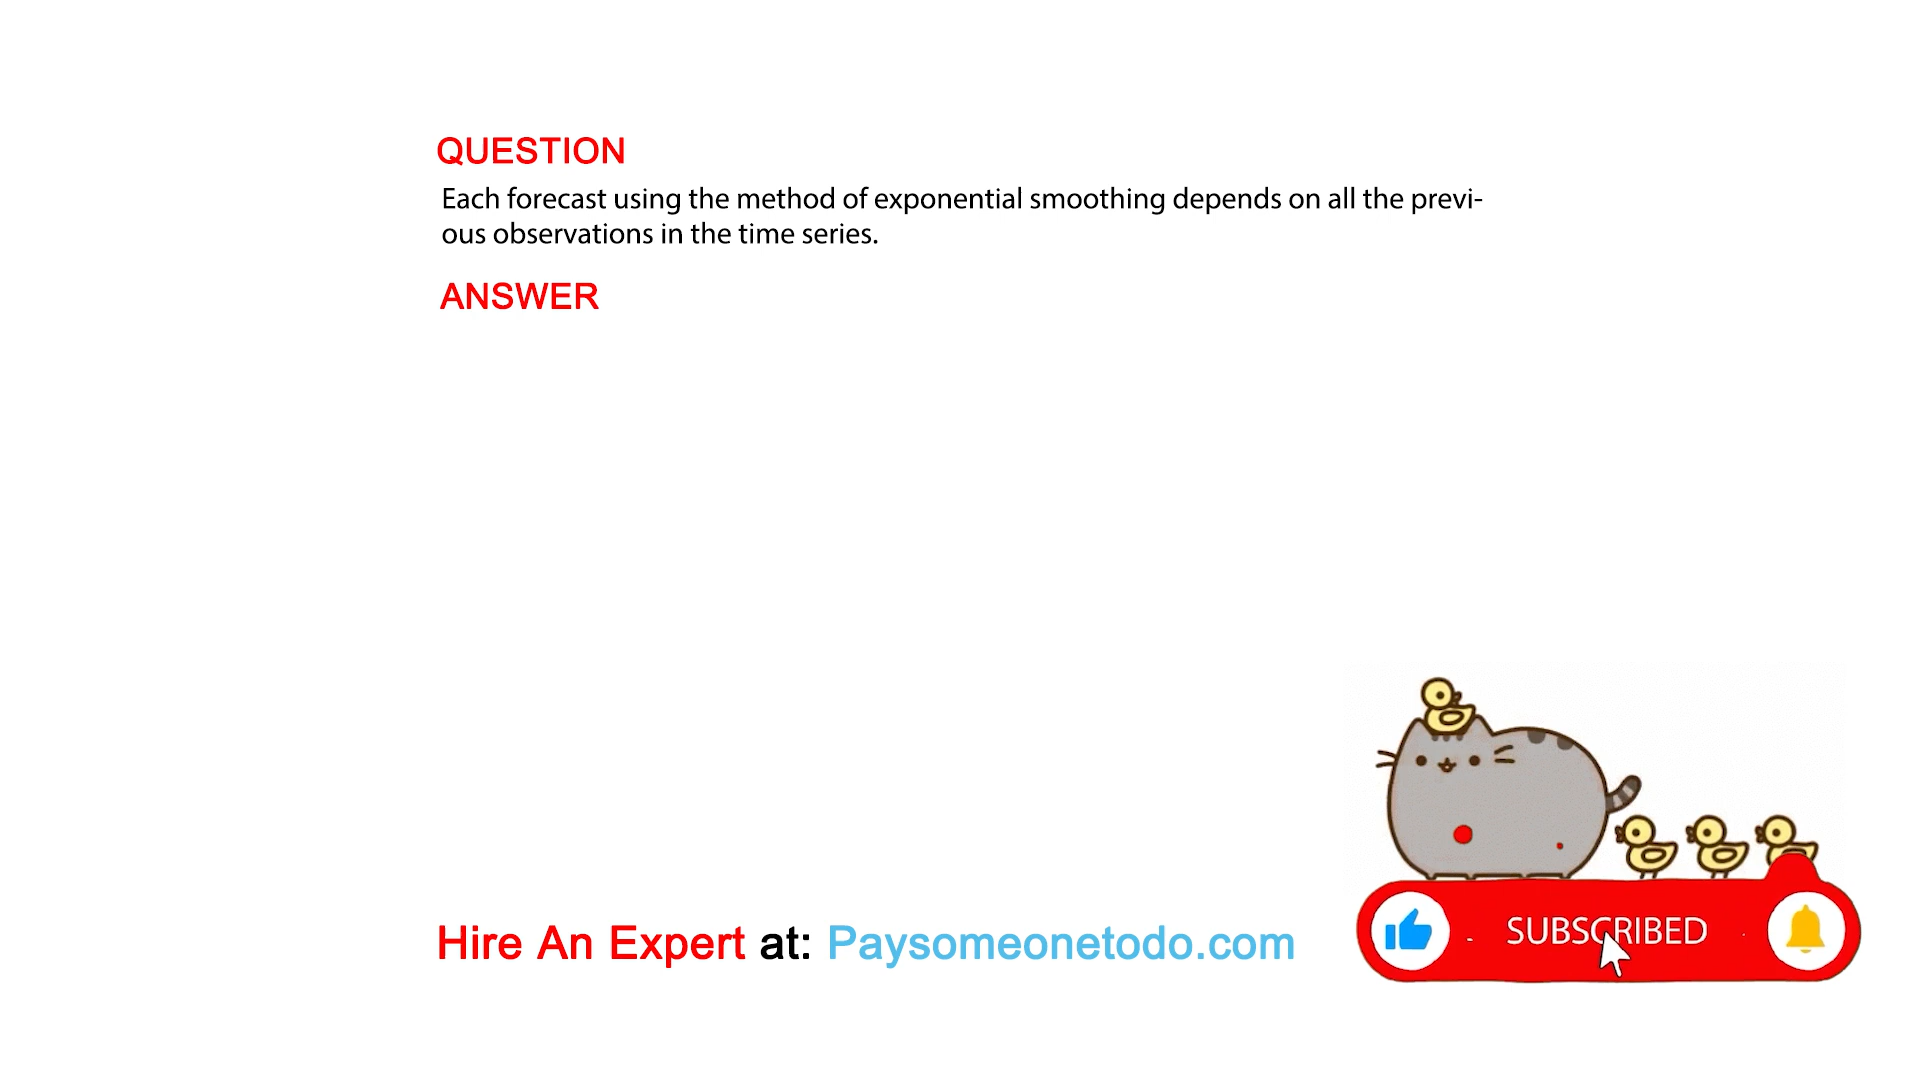 QUESTION
Each forecast using the method of exponential smoothing depends on all the previ-
ous observations in the time series.
ANSWER
Hire An Expert at: Paysomeonetodo.com
SUBSCRIBED